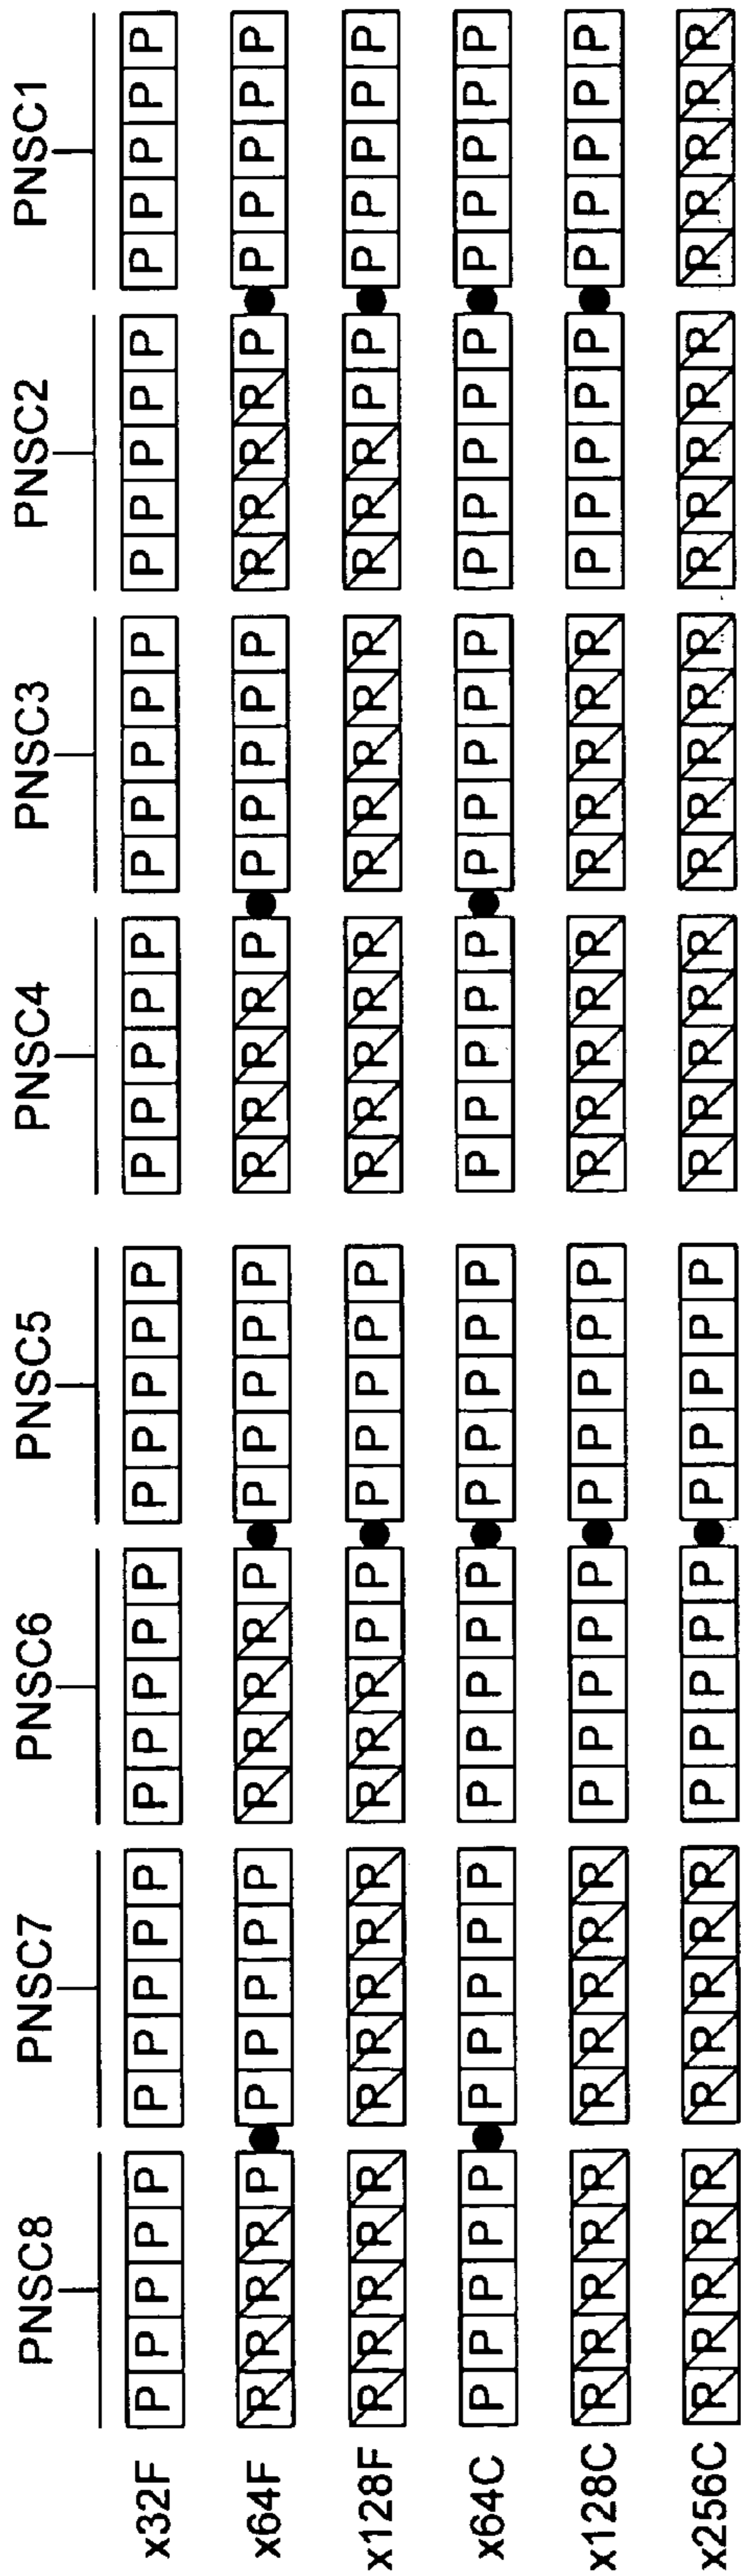 PNSC8 PNSC7 PNSC6 PNSC5 PNSC4 PNSC3 PNSC2 PNSC1
x32F P P P P P P P P P P P P P P P P P P P P P P P P P P P P P P P P P P P P P P P P
x64F R R R R P P P P P P R R R R P P P P P P R R R R P P P P P P R R R R P P P P P P
x128F R R R R R R R R R R R R R P P P P P P P R R R R R R R R R R R R R P P P P P P P
x64C P P P P P P P P P P P P P P P P P P P P P P P P P P P P P P P P P P P P P P P P
x128C R R R R R R R R R R P P P P P P P P P P R R R R R R R R R R P P P P P P P P P P
x256C R R R R R R R R R R P P P P P P P P P P R R R R R R R R R R R R R R R R R R R R